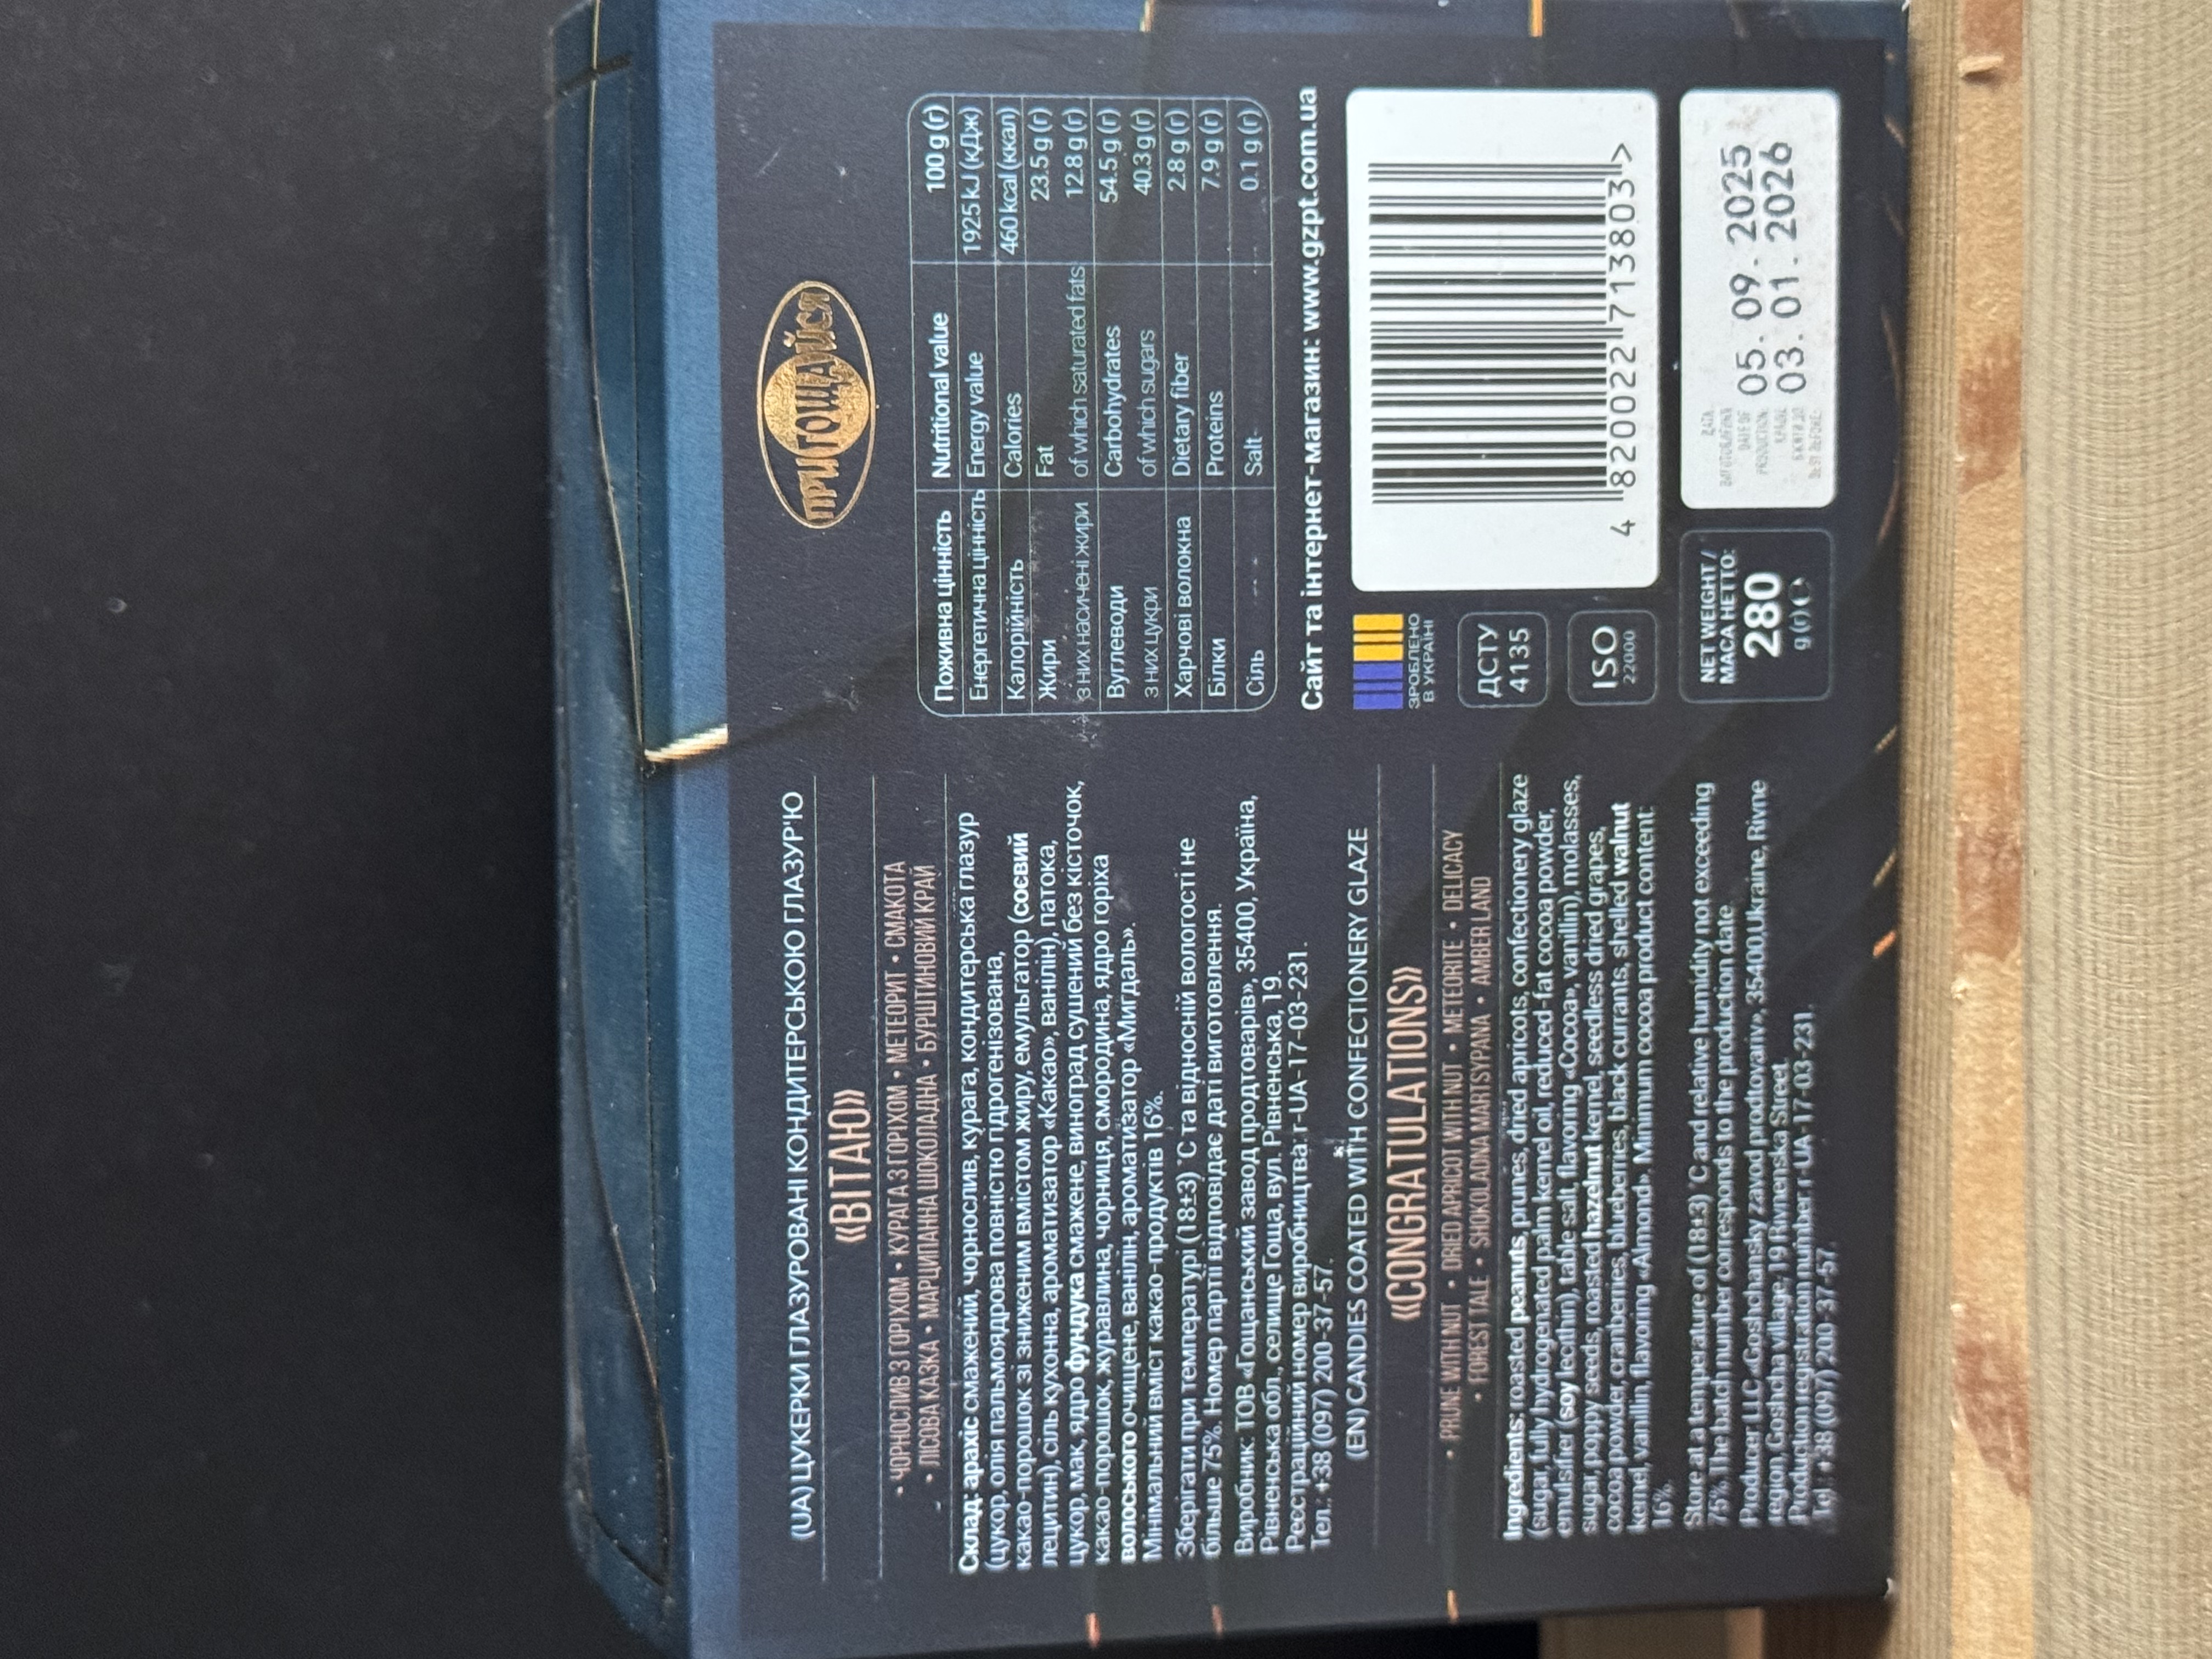 (UA) ЦУКЕРКИ ГЛАЗУРОВАНІ КОНДИТЕРСЬКОЮ ГЛАЗУР'Ю
«ВІТАЮ»
• ЧОРНОСЛИВ З ГОРІХОМ • КУРАГА З ГОРІХОМ • МЕТЕОРИТ • СМАКОТА
• ЛІСОВА КАЗКА • МАРЦИПАННА ШОКОЛАДНА • БУРШТИНОВИЙ КРАЙ
Склад: арахіс смажений, чорнослив, курага, кондитерська глазур
(цукор, олія пальмоядрова повністю гідрогенізована,
какао-порошок зі зниженим вмістом жиру, емульгатор (соєвий
лецитин), сіль кухонна, ароматизатор «Какао», ванілін), патока,
цукор, мак, ядро фундука смажене, виноград сушений без кісточок,
какао-порошок, журавлина, чорниця, смородина, ядро горіха
волоського очищене, ванілін, ароматизатор «Мигдаль».
Мінімальний вміст какао-продуктів 16%.
Зберігати при температурі (18±3)˚С та відносній вологості не
більше 75%. Номер партії відповідає даті виготовлення.
Виробник: ТОВ «Гощанський завод продтоварів», 35400, Україна,
Рівненська обл., селище Гоща, вул. Рівненська, 19.
Реєстраційний номер виробництва: r-UA-17-03-231.
Тел.: +38 (097) 200-37-57.
(EN) CANDIES COATED WITH CONFECTIONERY GLAZE
«CONGRATULATIONS»
• PRUNE WITH NUT • DRIED APRICOT WITH NUT • METEORITE • DELICACY
• FOREST TALE • SHOKOLADNA MARTSYPANA • AMBER LAND
Ingredients: roasted peanuts, prunes, dried apricots, confectionery glaze
(sugar, fully hydrogenated palm kernel oil, reduced-fat cocoa powder,
emulsifier (soy lecithin), table salt, flavoring «Cocoa», vanillin), molasses,
sugar, poppy seeds, roasted hazelnut kernel, seedless dried grapes,
cocoa powder, cranberries, blueberries, black currants, shelled walnut
kernel, vanillin, flavoring «Almond». Minimum cocoa product content:
16%.
Store at a temperature of (18±3)˚C and relative humidity not exceeding
75%. The batch number corresponds to the production date.
Producer LLC «Goshchansky zavod prodtovariv», 35400,Ukraine, Rivne
region, Goshcha village, 19 Rivnenska Street.
Production registration number: r-UA-17-03-231.
Tel.: +38 (097) 200-37-57.
ПРИГОЩАЙСЯ
Поживна цінність Nutritional value 100 g (г)
Енергетична цінність Energy value 1925 kJ (кДж)
Калорійність Calories 460 kcal (ккал)
Жири Fat 23.5 g (г)
з них насичені жири of which saturated fats 12.8 g (г)
Вуглеводи Carbohydrates 54.5 g (г)
з них цукри of which sugars 40.3 g (г)
Харчові волокна Dietary fiber 2.8 g (г)
Білки Proteins 7.9 g (г)
Сіль Salt 0.1 g (г)
Сайт та інтернет-магазин: www.gzpt.com.ua
ЗРОБЛЕНО
В УКРАЇНІ
ДСТУ
4135
ISO
22000
4 820022 713803 >
NET WEIGHT /
МАСА НЕТТО:
280
g (г) ℮
ДАТА
ВИГОТОВЛЕННЯ
DATE OF
PRODUCTION:
05. 09. 2025
03. 01. 2026